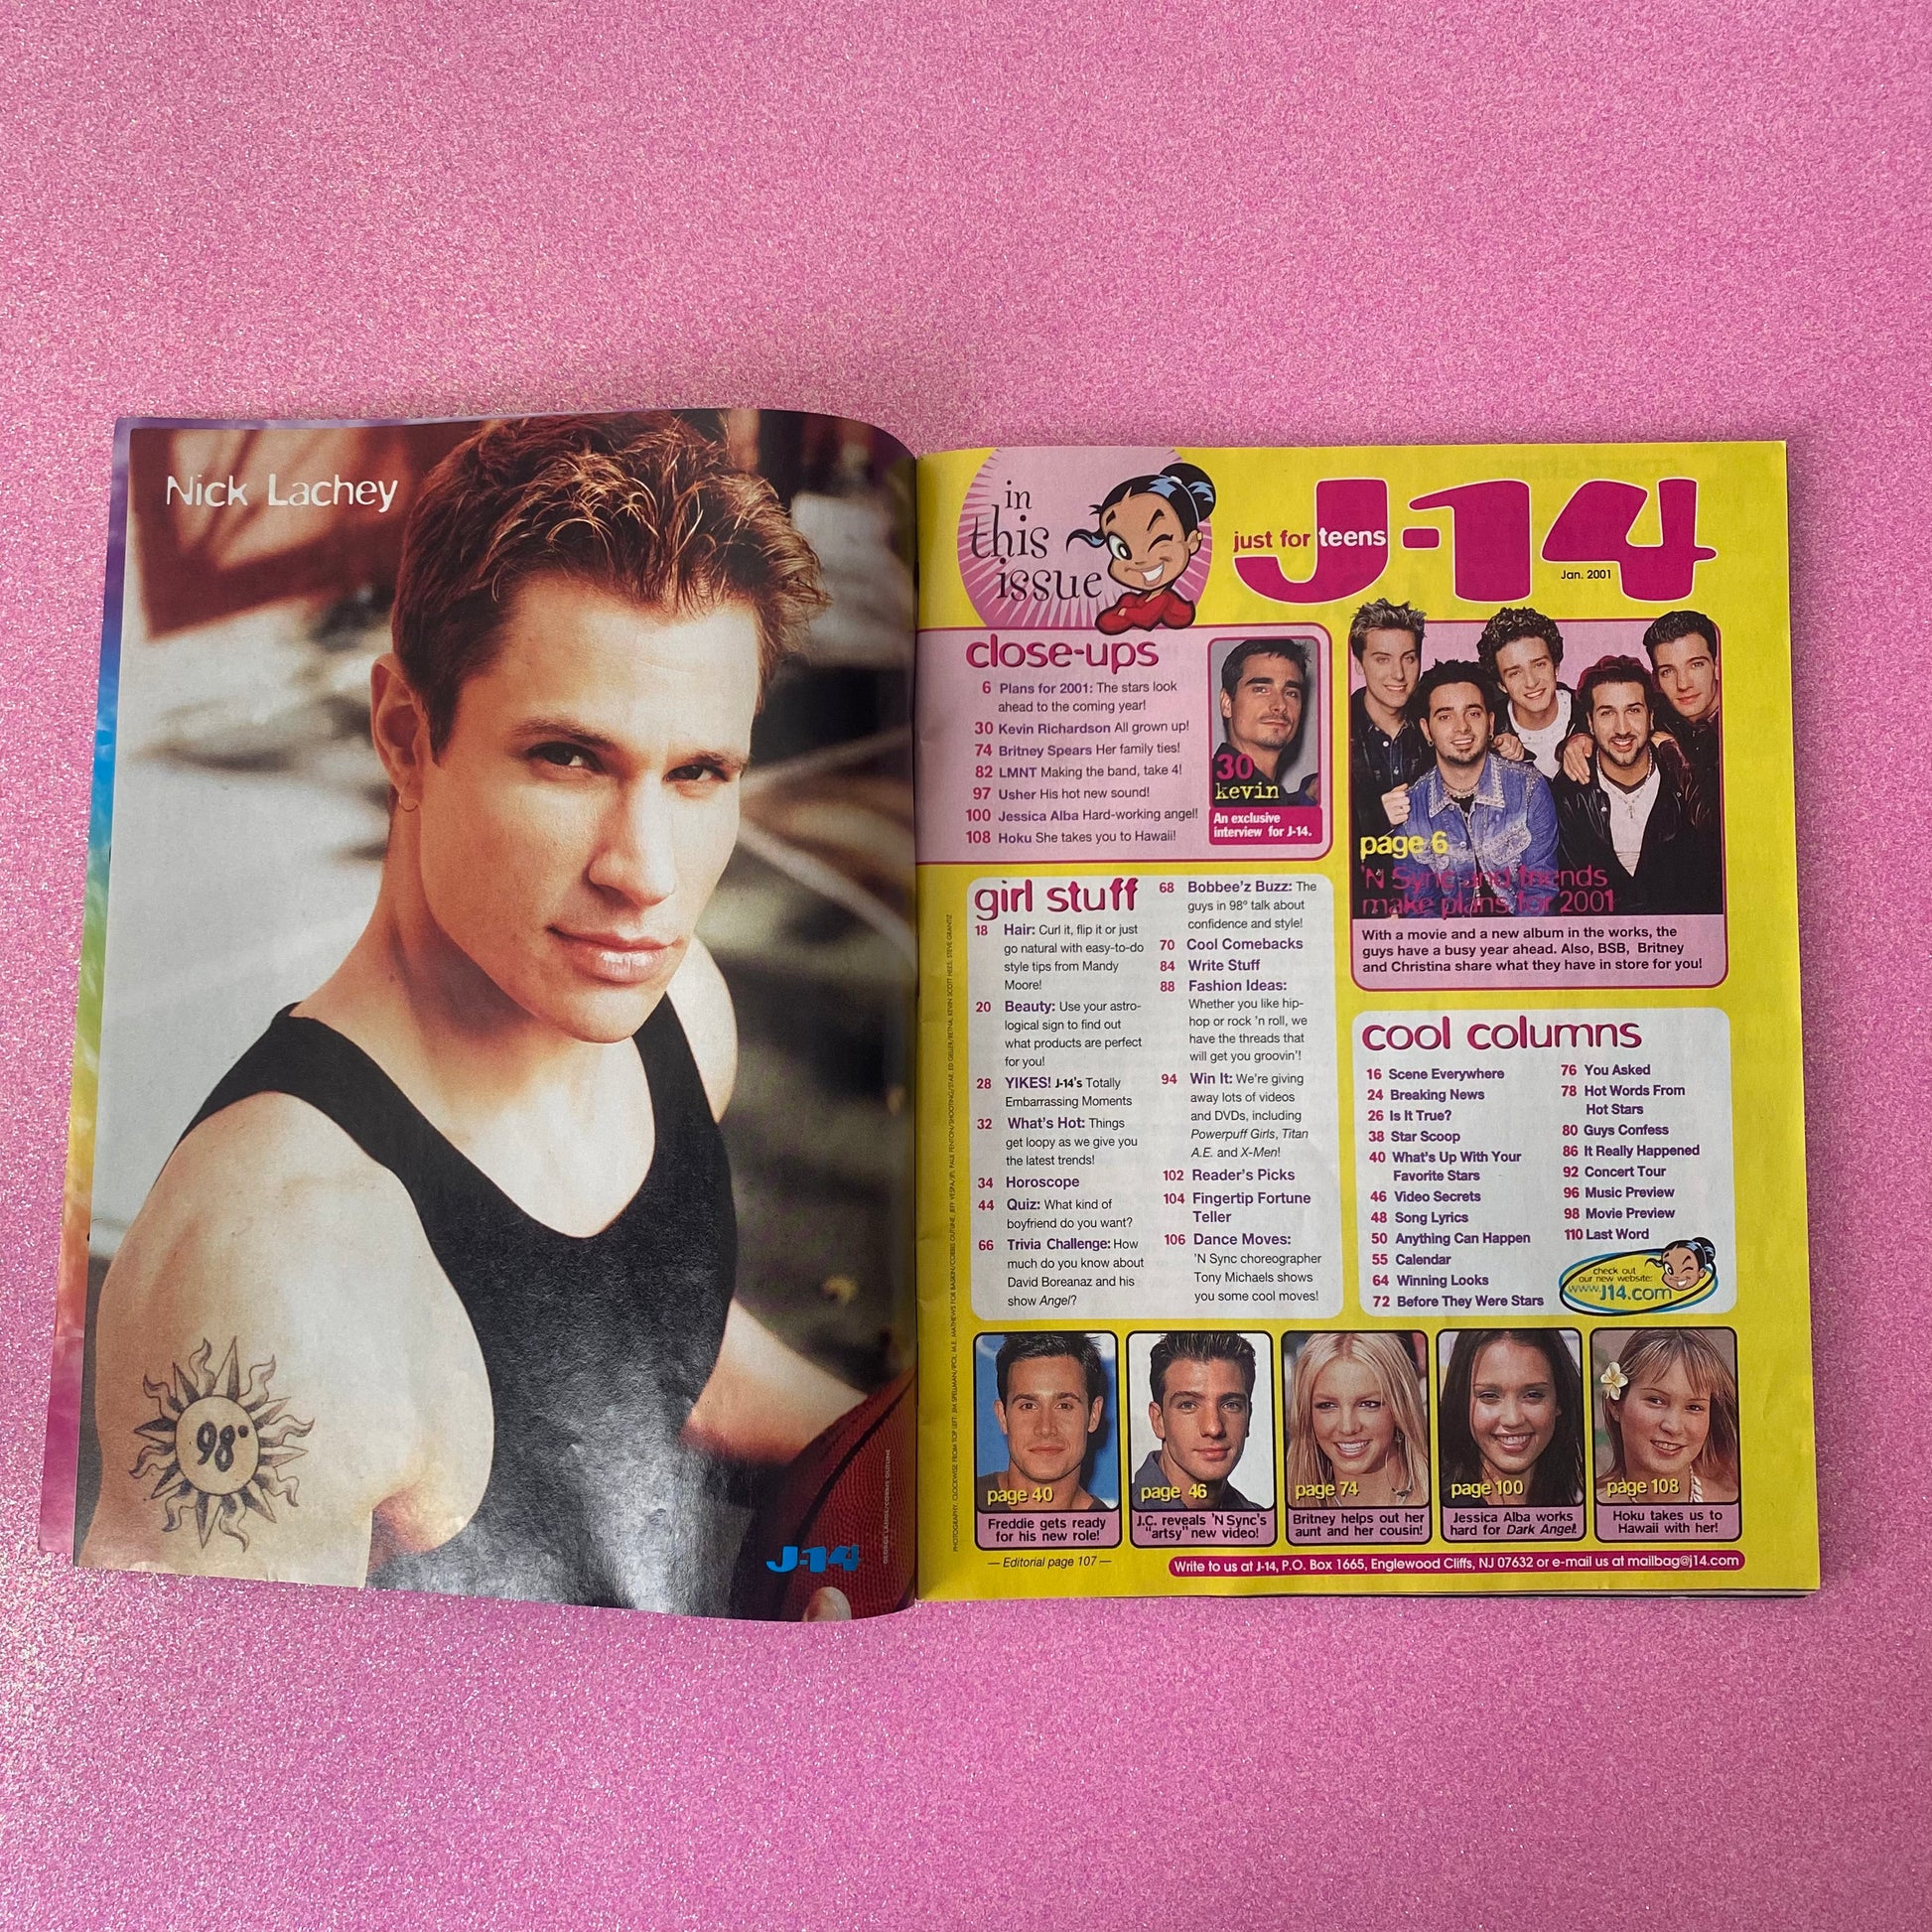 Nick Lachey
98°
J-14
in
this
issue
just for teens
J-14
Jan. 2001
close-ups
6 Plans for 2001: The stars look
ahead to the coming year!
30 Kevin Richardson All grown up!
74 Britney Spears Her family ties!
82 LMNT Making the band, take 4!
97 Usher His hot new sound!
100 Jessica Alba Hard-working angel!
108 Hoku She takes you to Hawaii!
30
kevin
An exclusive
interview for J-14.
page 6
'N Sync and friends
make plans for 2001
With a movie and a new album in the works, the
guys have a busy year ahead. Also, BSB, Britney
and Christina share what they have in store for you!
girl stuff
18 Hair: Curl it, flip it or just
go natural with easy-to-do
style tips from Mandy
Moore!
20 Beauty: Use your astro-
logical sign to find out
what products are perfect
for you!
28 YIKES! J-14's Totally
Embarrassing Moments
32 What's Hot: Things
get loopy as we give you
the latest trends!
34 Horoscope
44 Quiz: What kind of
boyfriend do you want?
66 Trivia Challenge: How
much do you know about
David Boreanaz and his
show Angel?
68 Bobbee'z Buzz: The
guys in 98° talk about
confidence and style!
70 Cool Comebacks
84 Write Stuff
88 Fashion Ideas:
Whether you like hip-
hop or rock 'n roll, we
have the threads that
will get you groovin'!
94 Win It: We're giving
away lots of videos
and DVDs, including
Powerpuff Girls, Titan
A.E. and X-Men!
102 Reader's Picks
104 Fingertip Fortune
Teller
106 Dance Moves:
'N Sync choreographer
Tony Michaels shows
you some cool moves!
cool columns
16 Scene Everywhere
24 Breaking News
26 Is It True?
38 Star Scoop
40 What's Up With Your
Favorite Stars
46 Video Secrets
48 Song Lyrics
50 Anything Can Happen
55 Calendar
64 Winning Looks
72 Before They Were Stars
76 You Asked
78 Hot Words From
Hot Stars
80 Guys Confess
86 It Really Happened
92 Concert Tour
96 Music Preview
98 Movie Preview
110 Last Word
check out
our new website:
www.J14.com
page 40
Freddie gets ready
for his new role!
page 46
J.C. reveals 'N Sync's
"artsy" new video!
page 74
Britney helps out her
aunt and her cousin!
page 100
Jessica Alba works
hard for Dark Angel!
page 108
Hoku takes us to
Hawaii with her!
— Editorial page 107 —
Write to us at J-14, P.O. Box 1665, Englewood Cliffs, NJ 07632 or e-mail us at mailbag@j14.com